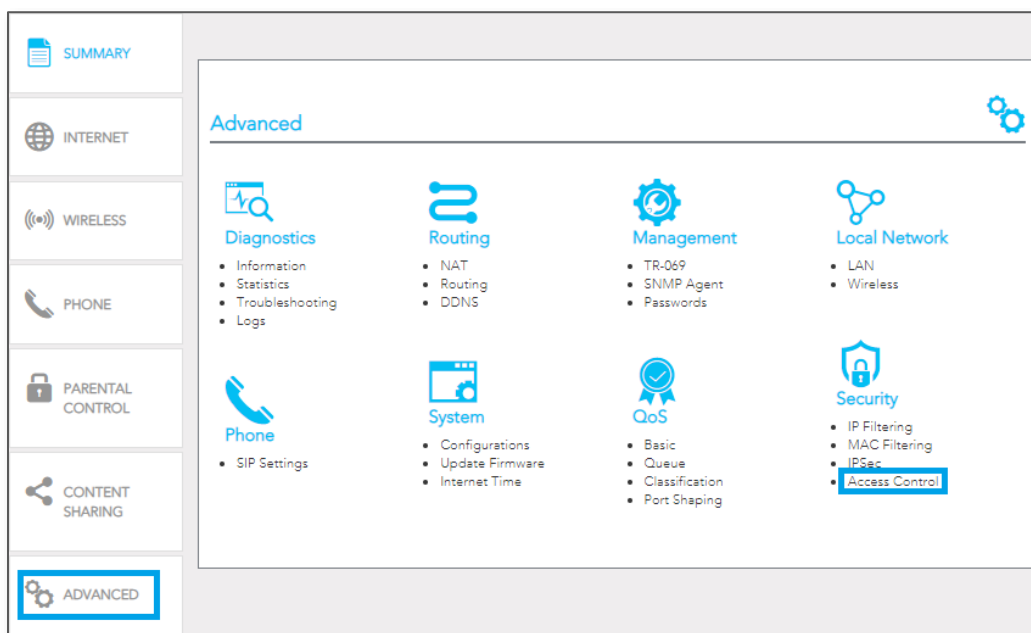 SUMMARY
INTERNET
WIRELESS
PHONE
PARENTAL
CONTROL
CONTENT
SHARING
ADVANCED
Advanced
Diagnostics
• Information
• Statistics
• Troubleshooting
• Logs
Routing
• NAT
• Routing
• DDNS
Management
• TR-069
• SNMP Agent
• Passwords
Local Network
• LAN
• Wireless
Phone
• SIP Settings
System
• Configurations
• Update Firmware
• Internet Time
QoS
• Basic
• Queue
• Classification
• Port Shaping
Security
• IP Filtering
• MAC Filtering
• IPSec
• Access Control